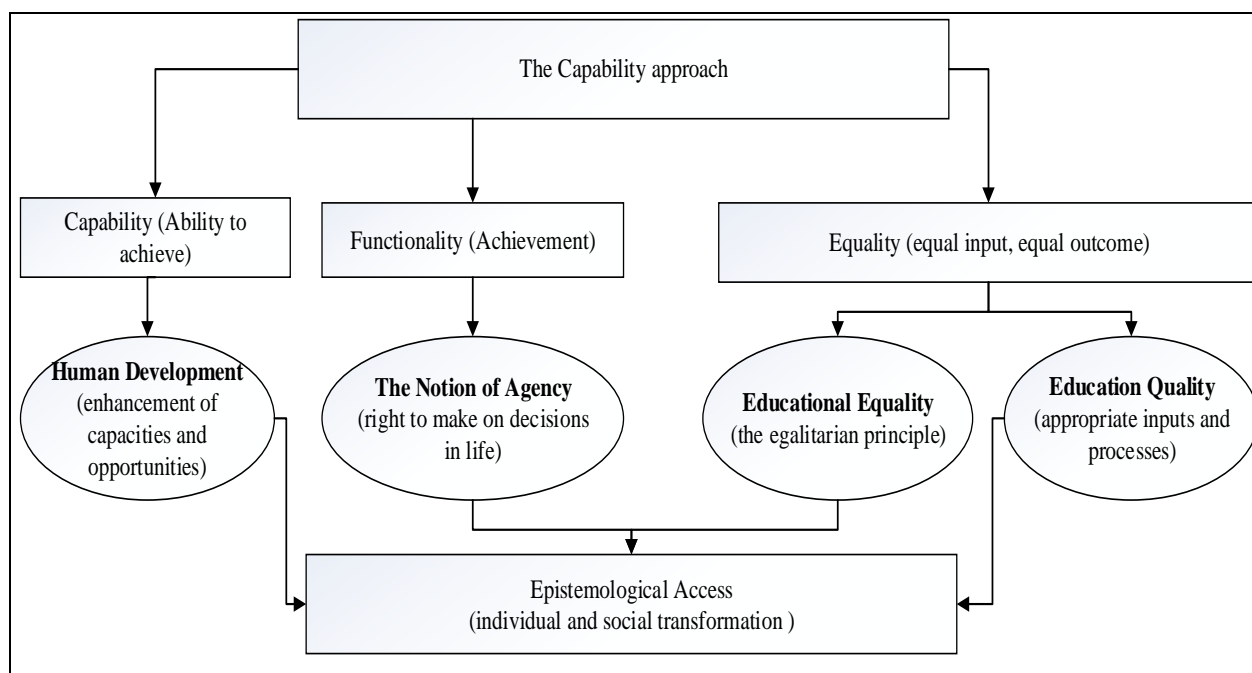 The Capability approach
Capability (Ability to
achieve)
Functionality (Achievement)
Equality (equal input, equal outcome)
Human Development
(enhancement of
capacities and
opportunities)
The Notion of Agency
(right to make on decisions
in life)
Educational Equality
(the egalitarian principle)
Education Quality
(appropriate inputs and
processes)
Epistemological Access
(individual and social transformation )